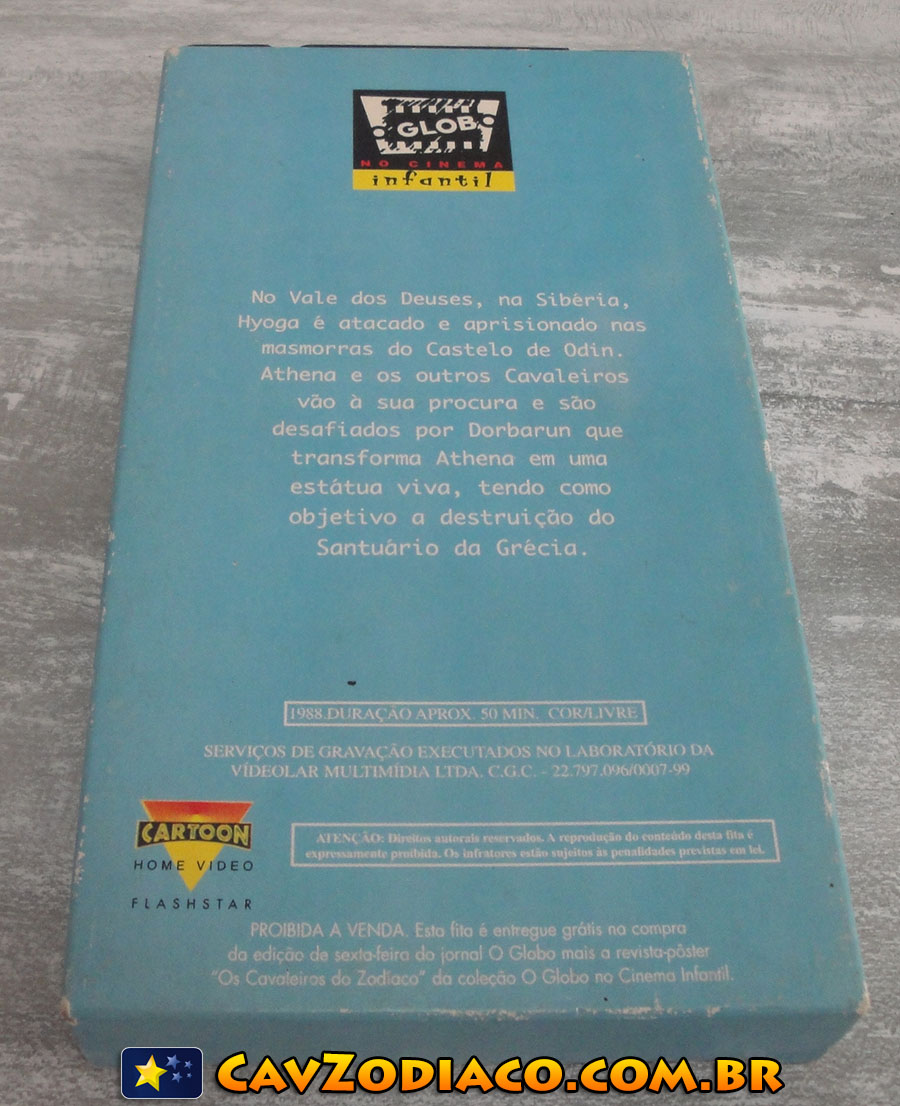 GLOBO
NO CINEMA
infantil
No Vale dos Deuses, na Sibéria,
Hyoga é atacado e aprisionado nas
masmorras do Castelo de Odin.
Athena e os outros Cavaleiros
vão à sua procura e são
desafiados por Dorbarun que
transforma Athena em uma
estátua viva, tendo como
objetivo a destruição do
Santuário da Grécia.
1988.DURAÇÃO APROX. 50 MIN. COR/LIVRE
SERVIÇOS DE GRAVAÇÃO EXECUTADOS NO LABORATÓRIO DA
VÍDEOLAR MULTIMÍDIA LTDA. C.G.C. - 22.797.096/0007-99
CARTOON
HOME VIDEO
FLASHSTAR
ATENÇÃO: Direitos autorais reservados. A reprodução do conteúdo desta fita é
expressamente proibida. Os infratores estão sujeitos às penalidades previstas em lei.
PROIBIDA A VENDA. Esta fita é entregue grátis na compra
da edição de sexta-feira do jornal O Globo mais a revista-pôster
"Os Cavaleiros do Zodíaco" da coleção O Globo no Cinema Infantil.
CAVZODIACO.COM.BR